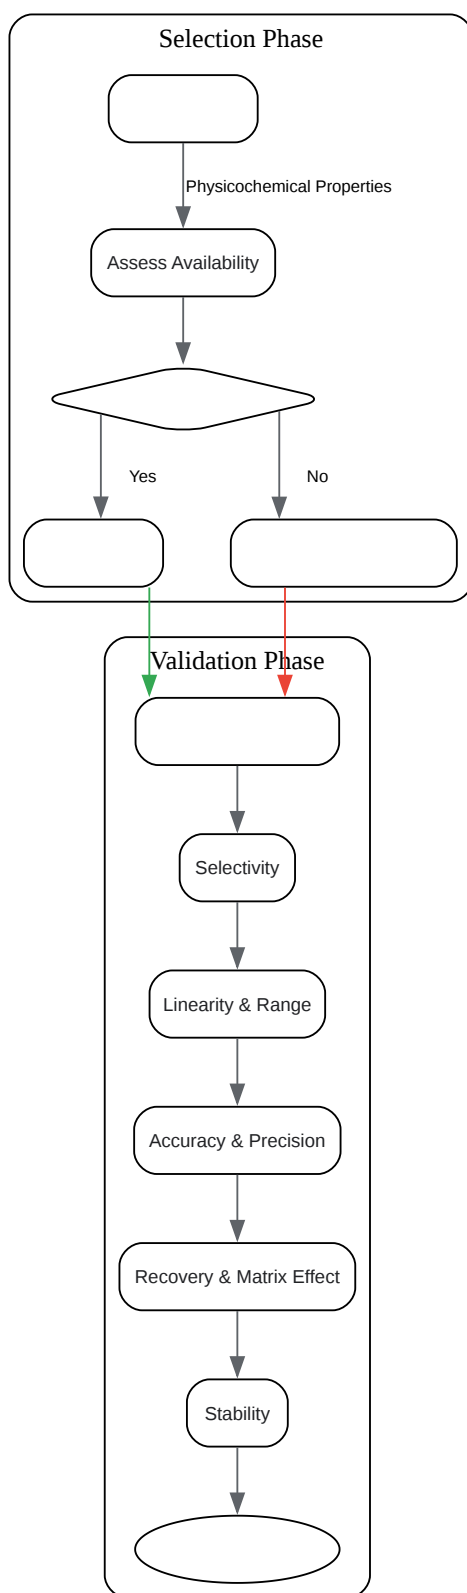 Selection Phase
Physicochemical Properties
Assess Availability
Yes
No
Validation Phase
Selectivity
Linearity & Range
Accuracy & Precision
Recovery & Matrix Effect
Stability